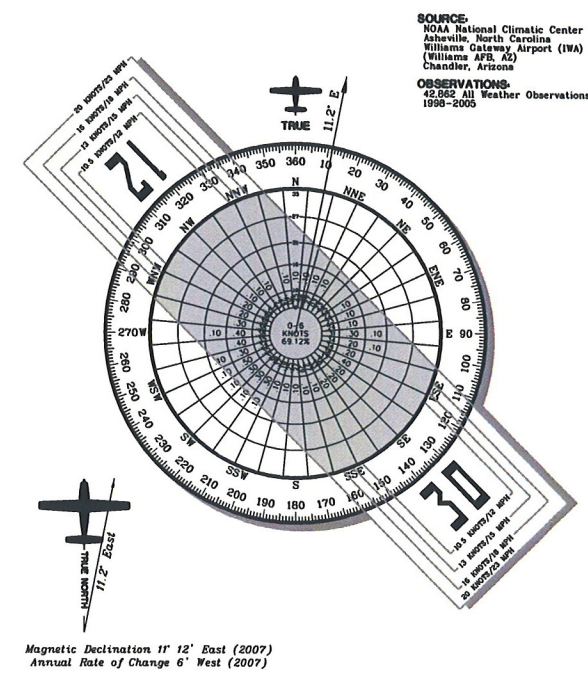 SOURCE:
NOAA National Climatic Center
Asheville, North Carolina
Williams Gateway Airport (IWA)
(Williams AFB, AZ)
Chandler, Arizona
OBSERVATIONS:
42,862 All Weather Observations
1998-2005
TRUE
11.2° E
20 KNOTS/23 MPH
16 KNOTS/18 MPH
13 KNOTS/15 MPH
10.5 KNOTS/12 MPH
21
360
10
20
30
40
50
60
70
80
E 90
100
110
120
130
140
150
160
170
180
190
200
210
220
230
240
250
260
270W
280
290
300
310
320
330
340
350
N
NNE
NE
ENE
ESE
SE
SSE
S
SSW
SW
WSW
WNW
NW
NNW
0-6
KNOTS
69.12%
30
10.5 KNOTS/12 MPH
13 KNOTS/15 MPH
16 KNOTS/18 MPH
20 KNOTS/23 MPH
TRUE NORTH
11.2° East
Magnetic Declination 11° 12' East (2007)
Annual Rate of Change 6' West (2007)